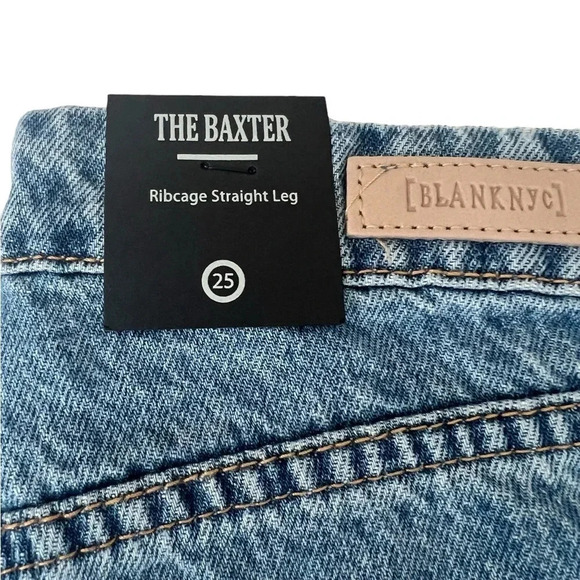 THE BAXTER
Ribcage Straight Leg
25
[BLANKNYC]